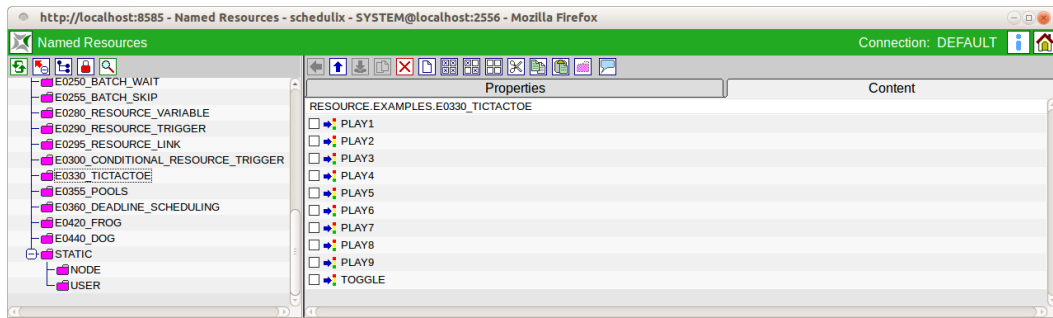 http://localhost:8585 - Named Resources - schedulix - SYSTEM@localhost:2556 - Mozilla Firefox
Named Resources
Connection: DEFAULT
E0250_BATCH_WAIT
E0255_BATCH_SKIP
E0280_RESOURCE_VARIABLE
E0290_RESOURCE_TRIGGER
E0295_RESOURCE_LINK
E0300_CONDITIONAL_RESOURCE_TRIGGER
E0330_TICTACTOE
E0355_POOLS
E0360_DEADLINE_SCHEDULING
E0420_FROG
E0440_DOG
STATIC
NODE
USER
Properties
Content
RESOURCE.EXAMPLES.E0330_TICTACTOE
PLAY1
PLAY2
PLAY3
PLAY4
PLAY5
PLAY6
PLAY7
PLAY8
PLAY9
TOGGLE